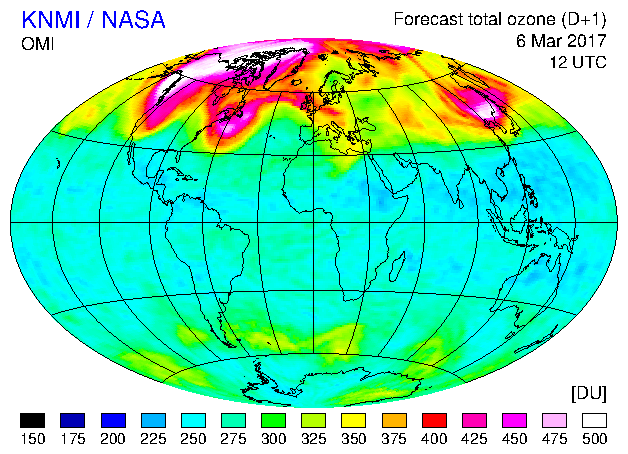 KNMI / NASA
OMI
Forecast total ozone (D+1)
6 Mar 2017
12 UTC
[DU]
150 175 200 225 250 275 300 325 350 375 400 425 450 475 500